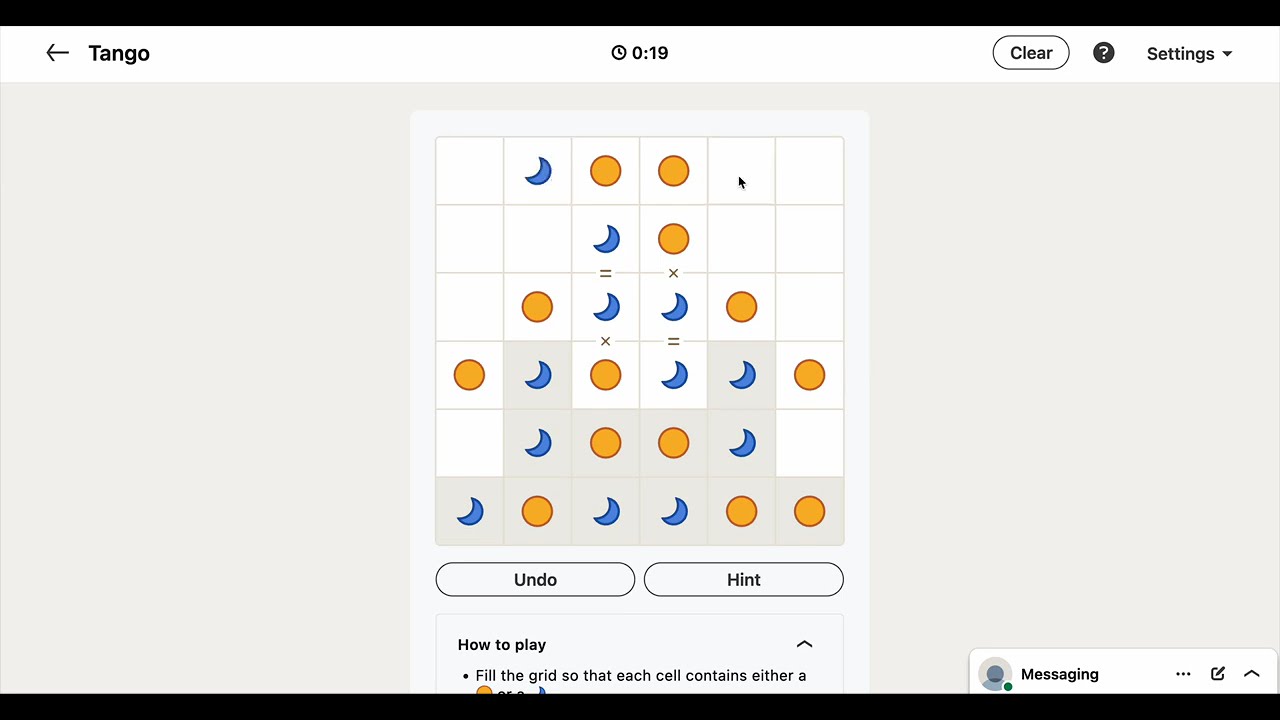 Tango
0:19
Clear
?
Settings
=
×
×
=
Undo
Hint
How to play
• Fill the grid so that each cell contains either a
Messaging